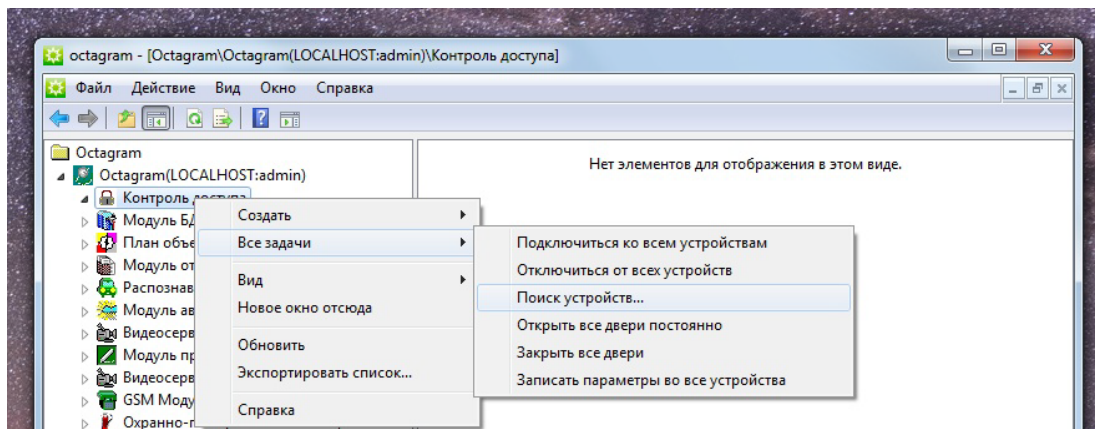 octagram - [Octagram\Octagram(LOCALHOST:admin)\Контроль доступа]
Файл Действие Вид Окно Справка
Octagram
Octagram(LOCALHOST:admin)
Контроль доступа
Модуль БД
План объе
Модуль от
Распознав
Модуль ав
Видеосерв
Модуль пр
Видеосерв
GSM Моду
Охранно-п
Нет элементов для отображения в этом виде.
Создать
Все задачи
Вид
Новое окно отсюда
Обновить
Экспортировать список...
Справка
Подключиться ко всем устройствам
Отключиться от всех устройств
Поиск устройств...
Открыть все двери постоянно
Закрыть все двери
Записать параметры во все устройства